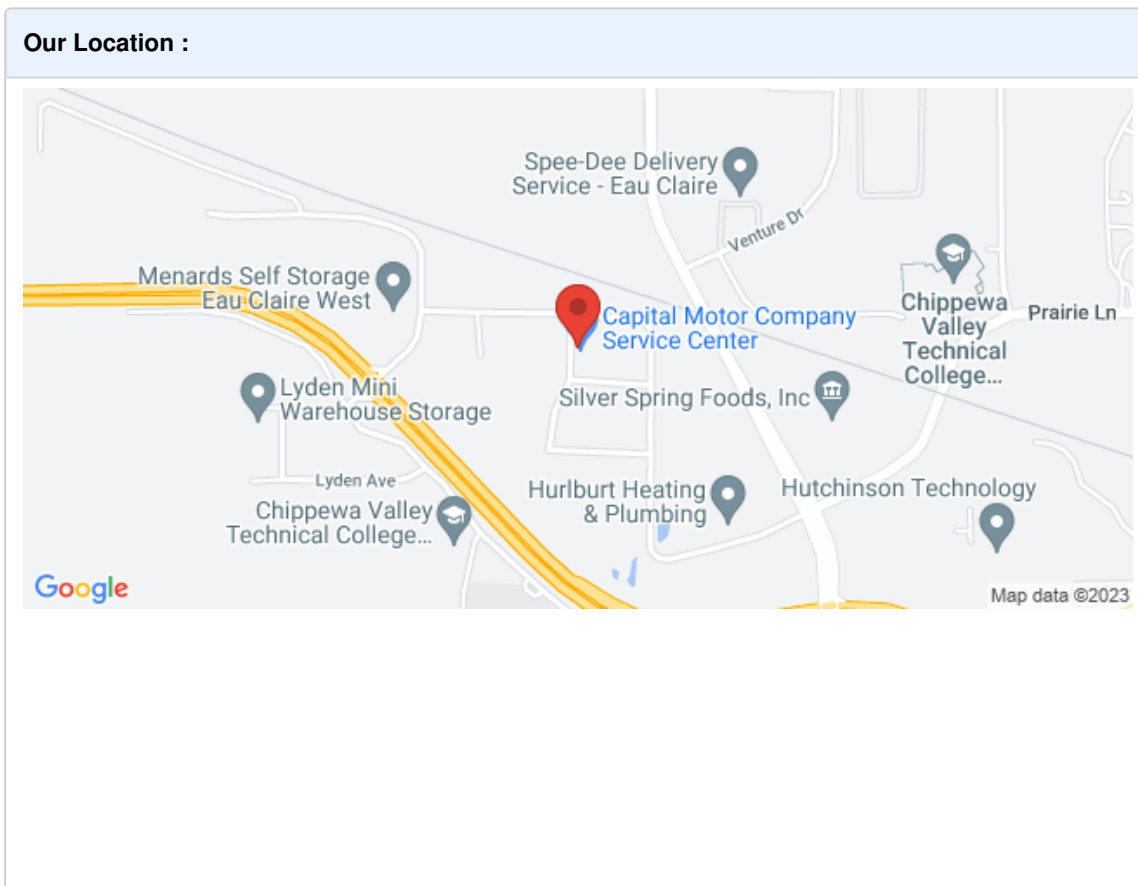 Our Location :
Spee-Dee Delivery
Service - Eau Claire
Venture Dr
Menards Self Storage
Eau Claire West
Capital Motor Company
Service Center
Chippewa
Valley
Technical
College...
Prairie Ln
Lyden Mini
Warehouse Storage
Silver Spring Foods, Inc
Lyden Ave
Hurlburt Heating
& Plumbing
Hutchinson Technology
Chippewa Valley
Technical College...
Google
Map data ©2023